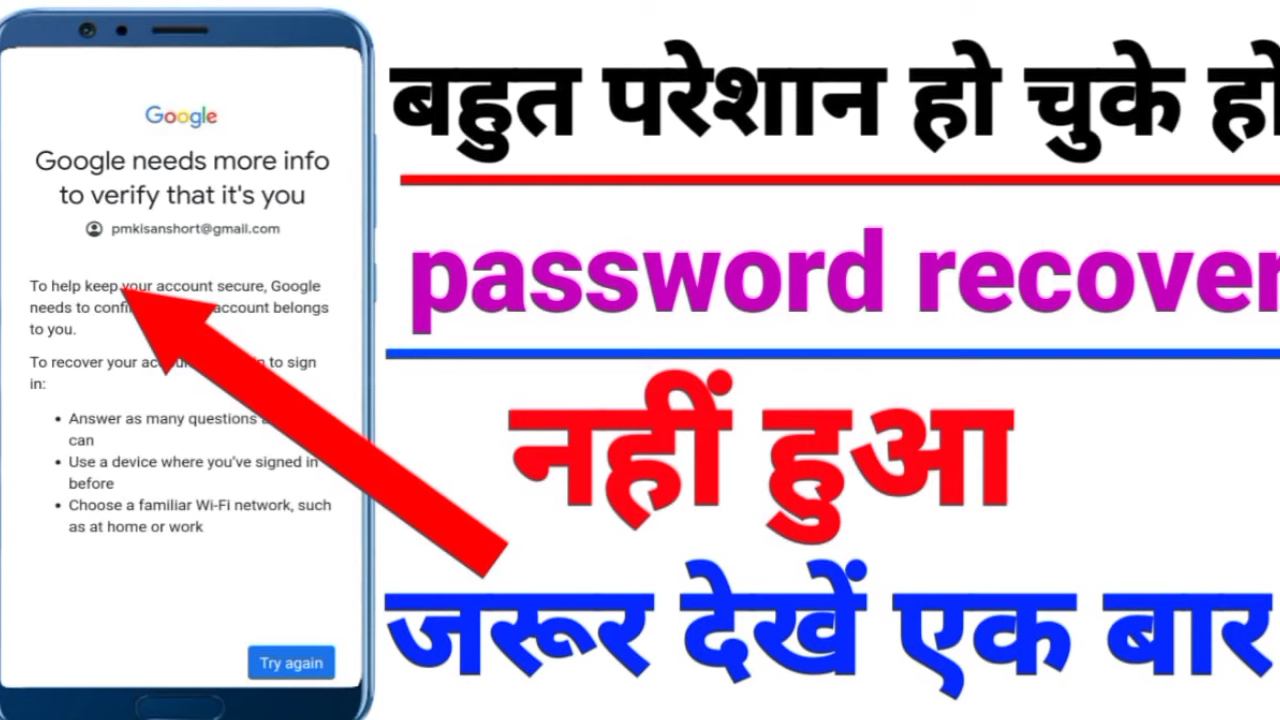 Google
Google needs more info
to verify that it's you
pmkisanshort@gmail.com
To help keep your account secure, Google
needs to account belongs
to you.
To recover your to sign
in:
Answer as many questions
can
Use a device where you've signed in
before
Choose a familiar Wi-Fi network, such
as at home or work
Try again
बहुत परेशान हो चुके हो
password recover
नहीं हुआ
जरूर देखें एक बार